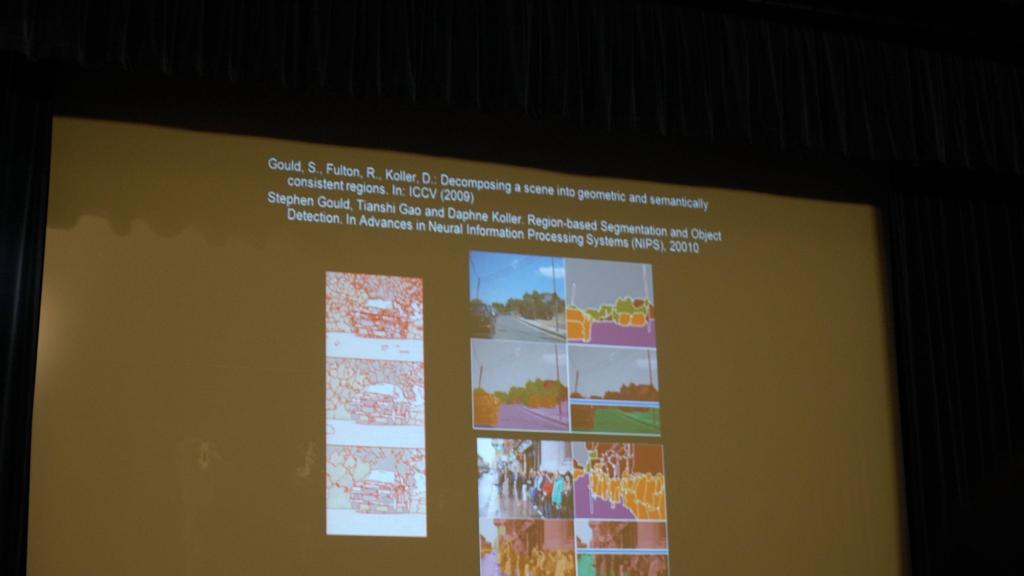 Gould, S., Fulton, R., Koller, D.: Decomposing a scene into geometric and semantically
consistent regions. In: ICCV (2009)
Stephen Gould, Tianshi Gao and Daphne Koller. Region-based Segmentation and Object
Detection. In Advances in Neural Information Processing Systems (NIPS), 20010